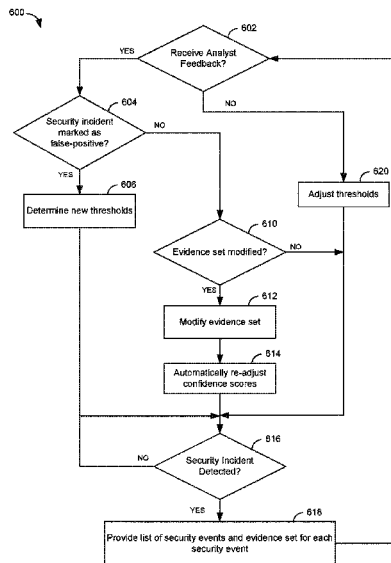 600
602
YES
Receive Analyst
Feedback?
604
NO
Security incident
marked as
false-positive?
NO
YES
606
Determine new thresholds
620
Adjust thresholds
610
Evidence set modified?
NO
YES
612
Modify evidence set
614
Automatically re-adjust
confidence scores
616
NO
Security Incident
Detected?
YES
618
Provide list of security events and evidence set for each
security event